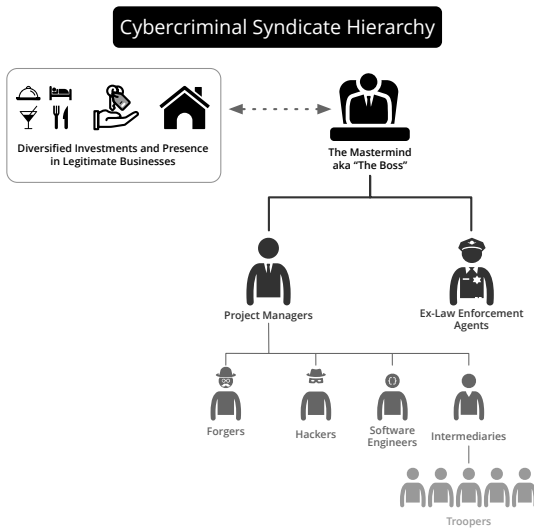 Cybercriminal Syndicate Hierarchy
Diversified Investments and Presence
in Legitimate Businesses
The Mastermind
aka “The Boss”
Project Managers
Ex-Law Enforcement
Agents
Forgers
Hackers
Software
Engineers
Intermediaries
Troopers